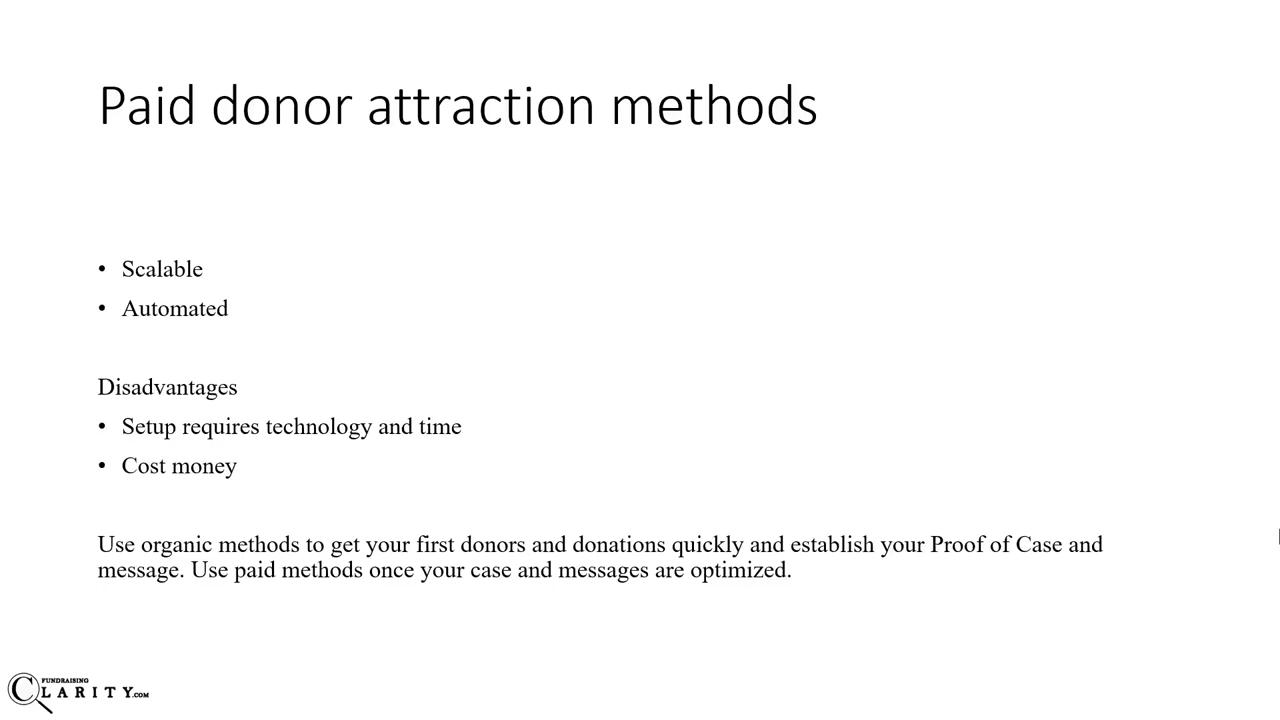 Paid donor attraction methods
• Scalable
• Automated
Disadvantages
• Setup requires technology and time
• Cost money
Use organic methods to get your first donors and donations quickly and establish your Proof of Case and
message. Use paid methods once your case and messages are optimized.
FUNDRAISING
CLARITY.COM